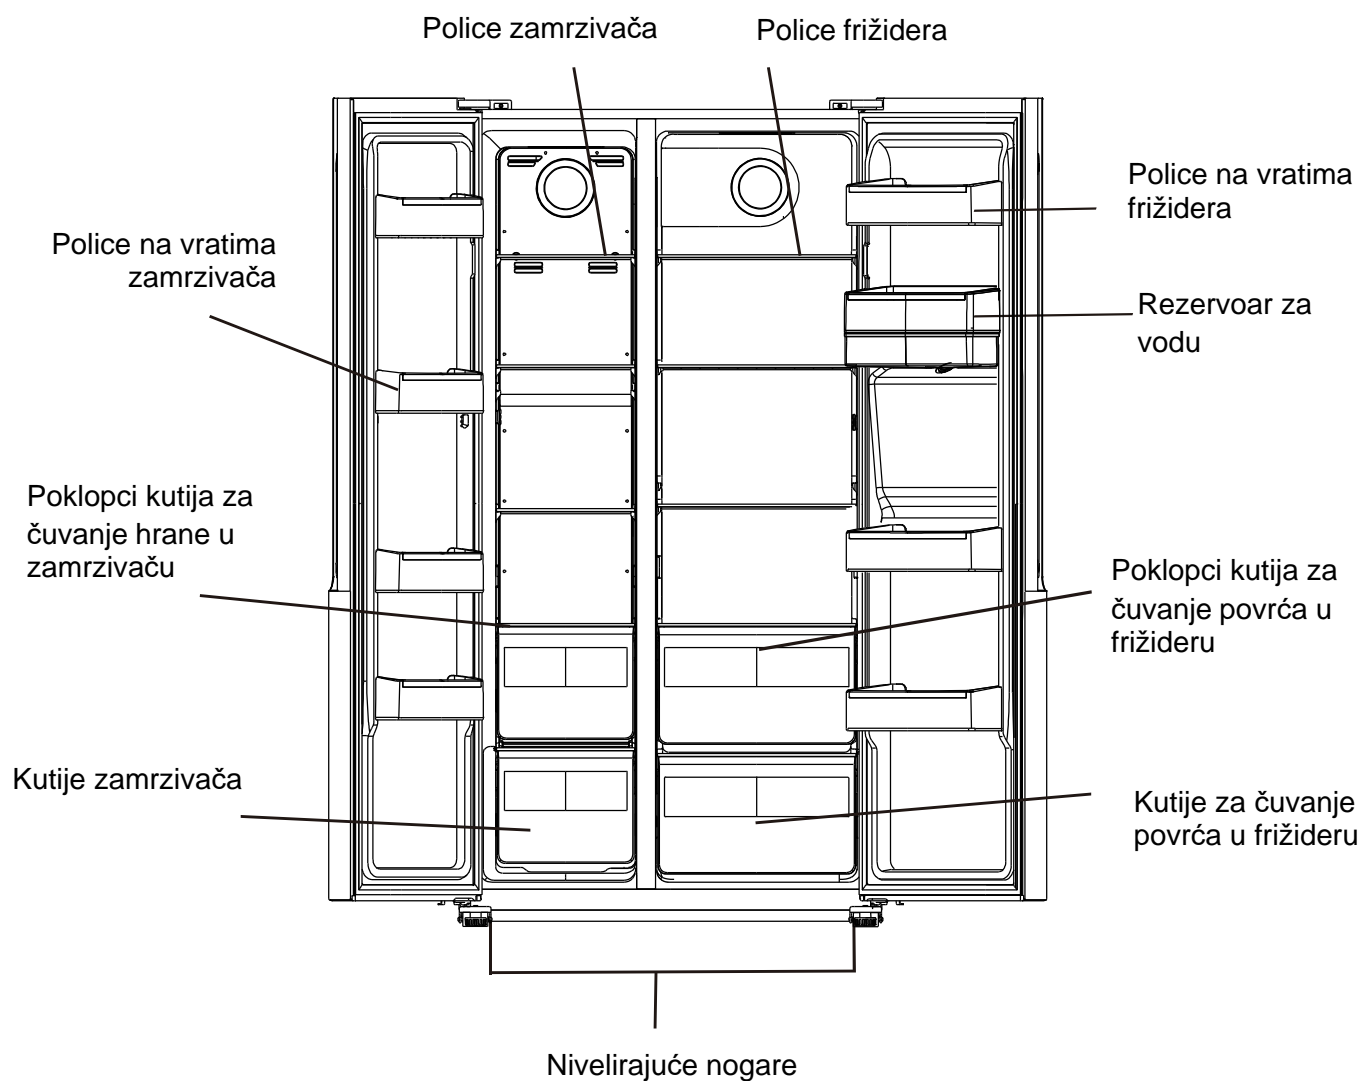 Police zamrzivača
Police frižidera
Police na vratima
frižidera
Police na vratima
zamrzivača
Rezervoar za
vodu
Poklopci kutija za
čuvanje hrane u
zamrzivaču
Poklopci kutija za
čuvanje povrća u
frižideru
Kutije zamrzivača
Kutije za čuvanje
povrća u frižideru
Nivelirajuće nogare